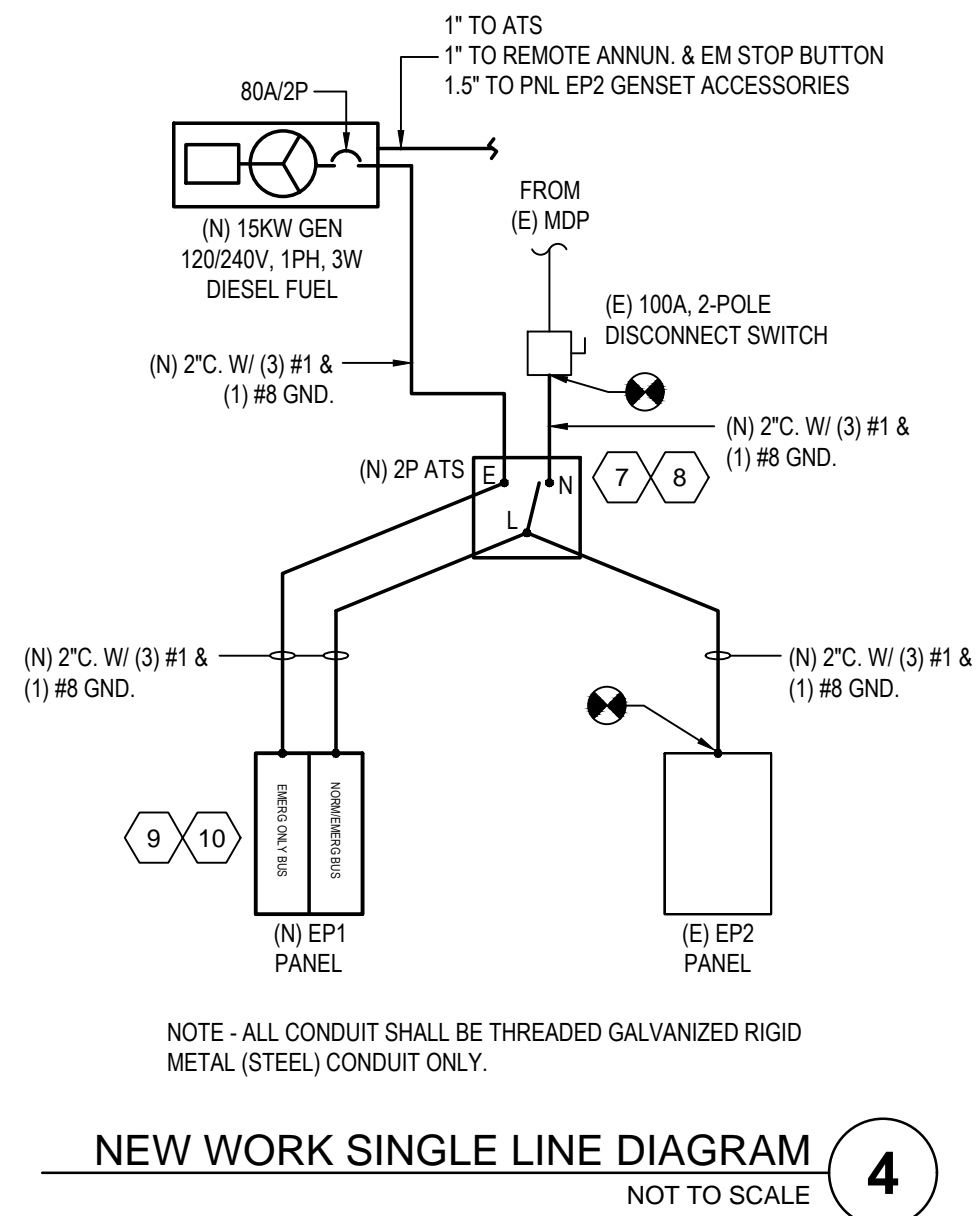 1" TO ATS
1" TO REMOTE ANNUN. & EM STOP BUTTON
1.5" TO PNL EP2 GENSET ACCESSORIES
80A/2P
(N) 15KW GEN
120/240V, 1PH, 3W
DIESEL FUEL
FROM
(E) MDP
(E) 100A, 2-POLE
DISCONNECT SWITCH
(N) 2"C. W/ (3) #1 &
(1) #8 GND.
(N) 2"C. W/ (3) #1 &
(1) #8 GND.
(N) 2P ATS
E
N
L
7
8
(N) 2"C. W/ (3) #1 &
(1) #8 GND.
(N) 2"C. W/ (3) #1 &
(1) #8 GND.
9
10
EMERG ONLY BUS
NORM/EMERG BUS
(N) EP1
PANEL
(E) EP2
PANEL
NOTE - ALL CONDUIT SHALL BE THREADED GALVANIZED RIGID
METAL (STEEL) CONDUIT ONLY.
NEW WORK SINGLE LINE DIAGRAM
NOT TO SCALE
4